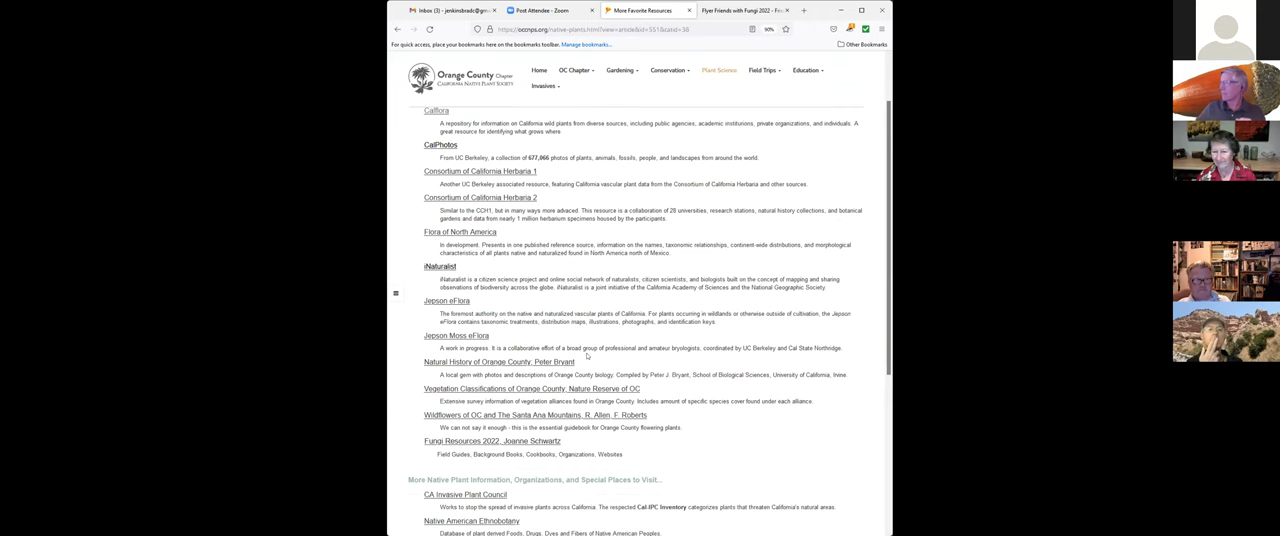 Inbox (3) - jenkinsbradc@gm
Post Attendee - Zoom
More Favorite Resources
Flyer Friends with Fungi 2022 - Fri
https://occnps.org/native-plants.html?view=article&id=551&catid=38
90%
For quick access, place your bookmarks here on the bookmarks toolbar. Manage bookmarks...
Other Bookmarks
Orange County Chapter
CALIFORNIA NATIVE PLANT SOCIETY
Home OC Chapter Gardening Conservation Plant Science Field Trips Education
Invasives
Calflora
A repository for information on California wild plants from diverse sources, including public agencies, academic institutions, private organizations, and individuals. A
great resource for identifying what grows where
CalPhotos
From UC Berkeley, a collection of 677,066 photos of plants, animals, fossils, people, and landscapes from around the world.
Consortium of California Herbaria 1
Another UC Berkeley associated resource, featuring California vascular plant data from the Consortium of California Herbaria and other sources.
Consortium of California Herbaria 2
Similar to the CCH1, but in many ways more advaced. This resource is a collaboration of 28 universities, research stations, natural history collections, and botanical
gardens and data from nearly 1 million herbarium specimens housed by the participants.
Flora of North America
In development. Presents in one published reference source, information on the names, taxonomic relationships, continent-wide distributions, and morphological
characteristics of all plants native and naturalized found in North America north of Mexico
iNaturalist
iNaturalist is a citizen science project and online social network of naturalists, citizen scientists, and biologists built on the concept of mapping and sharing
observations of biodiversity across the globe. iNaturalist is a joint initiative of the California Academy of Sciences and the National Geographic Society.
Jepson eFlora
The foremost authority on the native and naturalized vascular plants of California. For plants occurring in wildlands or otherwise outside of cultivation, the Jepson
eFlora contains taxonomic treatments, distribution maps, illustrations, photographs, and identification keys.
Jepson Moss eFlora
A work in progress. It is a collaborative effort of a broad group of professional and amateur bryologists, coordinated by UC Berkeley and Cal State Northridge.
Natural History of Orange County; Peter Bryant
A local gem with photos and descriptions of Orange County biology. Compiled by Peter J. Bryant, School of Biological Sciences, University of California, Irvine.
Vegetation Classifications of Orange County, Nature Reserve of OC
Extensive survey information of vegetation alliances found in Orange County. Includes amount of specific species cover found under each alliance.
Wildflowers of OC and The Santa Ana Mountains, R. Allen, F. Roberts
We can not say it enough - this is the essential guidebook for Orange County flowering plants.
Fungi Resources 2022, Joanne Schwartz
Field Guides, Background Books, Cookbooks, Organizations, Websites
More Native Plant Information, Organizations, and Special Places to Visit...
CA Invasive Plant Council
Works to stop the spread of invasive plants across California. The respected Cal-IPC Inventory categorizes plants that threaten California's natural areas.
Native American Ethnobotany
Database of plant derived Foods, Drugs, Dyes and Fibers of Native American Peoples.